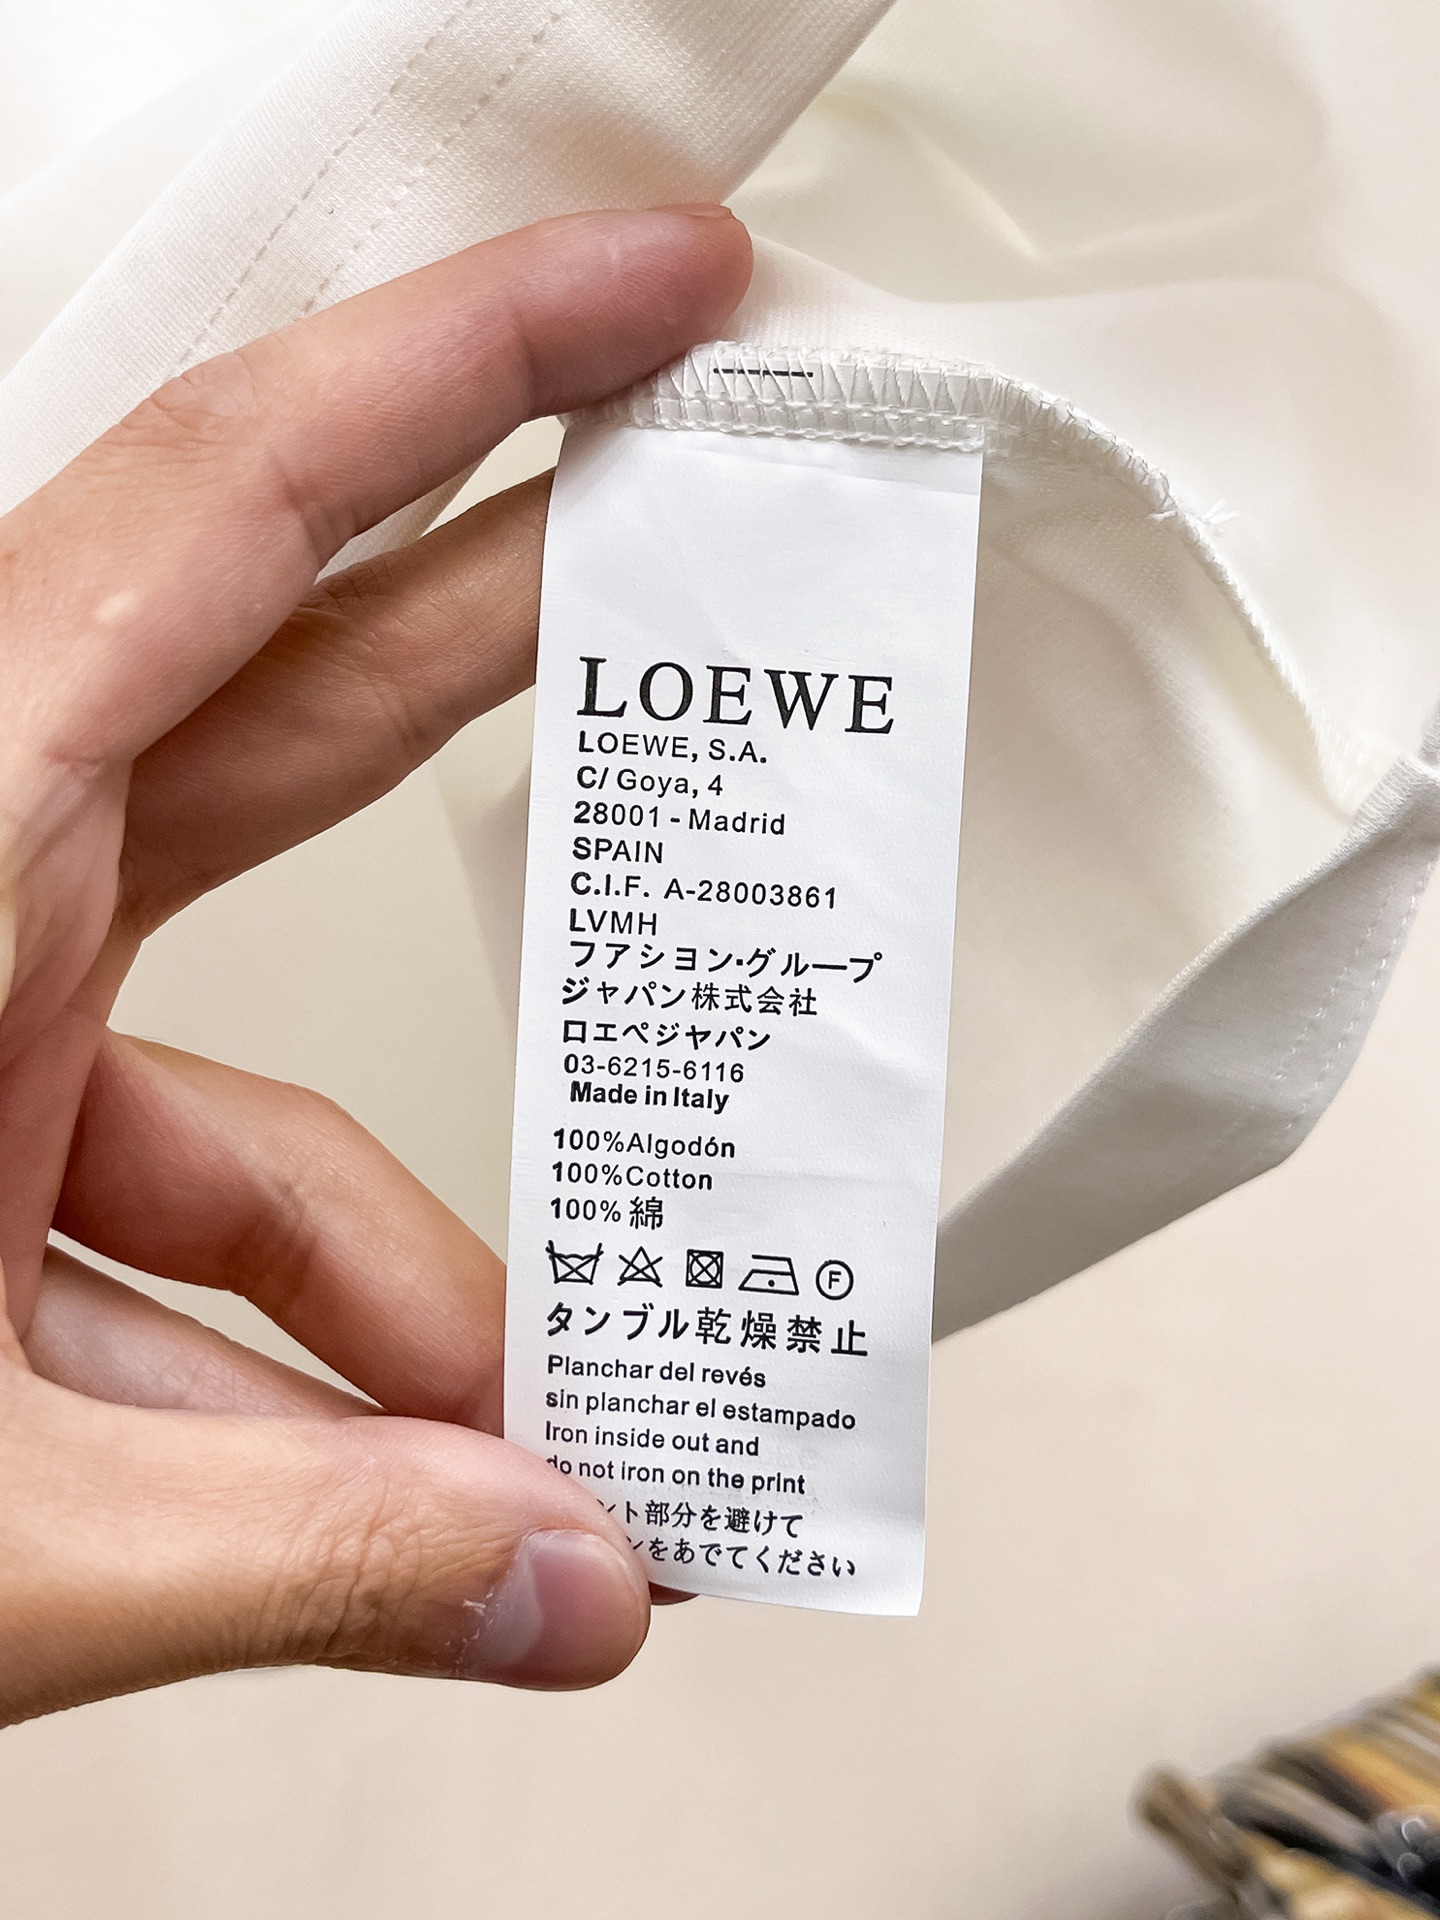 LOEWE
LOEWE, S.A.
C/ Goya, 4
28001 - Madrid
SPAIN
C.I.F. A-28003861
LVMH
フアシヨン・グループ
ジャパン株式会社
ロエペジャパン
03-6215-6116
Made in Italy
100%Algodón
100%Cotton
100% 綿
F
タンブル乾燥禁止
Planchar del revés
sin planchar el estampado
Iron inside out and
do not iron on the print
ント部分を避けて
ンをあでてください